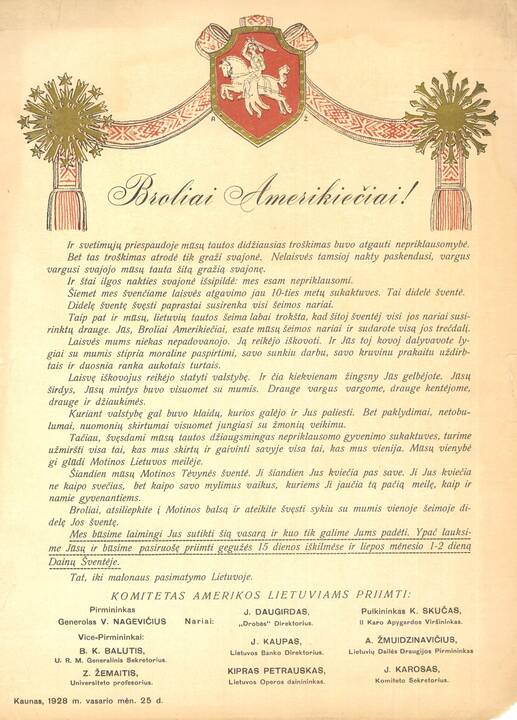 A Ž
Broliai Amerikiečiai!
Ir svetimųjų priespaudoje mūsų tautos didžiausias troškimas buvo atgauti nepriklausomybę.
Bet tas troškimas atrodė tik graži svajonė. Nelaisvės tamsioj nakty paskendusi, vargus
vargusi svajojo mūsų tauta šitą gražią svajonę.
Ir štai ilgos nakties svajonė išsipildė: mes esam nepriklausomi.
Šiemet mes švenčiame laisvės atgavimo jau 10-ties metų sukaktuves. Tai didelė šventė.
Didelę šventę švęsti paprastai susirenka visi šeimos nariai.
Taip pat ir mūsų, lietuvių tautos šeima labai trokšta, kad šitoj šventėj visi jos nariai susi-
rinktų drauge. Jūs, Broliai Amerikiečiai, esate mūsų šeimos nariai ir sudarote visą jos trečdalį.
Laisvės mums niekas nepadovanojo. Ją reikėjo iškovoti. Ir Jūs toj kovoj dalyvavote ly-
giai su mumis stipria moraline paspirtimi, savo sunkiu darbu, savo kruvinu prakaitu uždirb-
tais ir duosnia ranka aukotais turtais.
Laisvę iškovojus reikėjo statyti valstybę. Ir čia kiekvienam žingsny Jūs gelbėjote. Jūsų
širdys, Jūsų mintys buvo visuomet su mumis. Drauge vargus vargome, drauge kentėjome,
drauge ir džiaukimės.
Kuriant valstybę gal buvo klaidų, kurios galėjo ir Jus paliesti. Bet paklydimai, netobu-
lumai, nuomonių skirtumai visuomet jungiasi su žmonių veikimu.
Tačiau, švęsdami mūsų tautos džiaugsmingas nepriklausomo gyvenimo sukaktuves, turime
užmiršti visa tai, kas mus skirtų ir gaivinti savyje visa tai, kas mus vienija. Mūsų vienybė
gi glūdi Motinos Lietuvos meilėje.
Šiandien mūsų Motinos Tėvynės šventė. Ji šiandien Jus kviečia pas save. Ji Jus kviečia
ne kaipo svečius, bet kaipo savo mylimus vaikus, kuriems Ji jaučia tą pačią meilę, kaip ir
namie gyvenantiems.
Broliai, atsiliepkite į Motinos balsą ir ateikite švęsti sykiu su mumis vienoje šeimoje di-
delę Jos šventę.
Mes būsime laimingi Jus sutikti šią vasarą ir kuo tik galime Jums padėti. Ypač lauksi-
me Jūsų ir būsime pasiruošę priimti gegužės 15 dienos iškilmėse ir liepos mėnesio 1-2 dieną
Dainų Šventėje.
Tat, iki malonaus pasimatymo Lietuvoje.
KOMITETAS AMERIKOS LIETUVIAMS PRIIMTI:
Pirmininkas
Generolas V. NAGEVIČIUS
Vice-Pirmininkai:
B. K. BALUTIS,
U. R. M. Generalinis Sekretorius.
Z. ŽEMAITIS,
Universiteto profesorius.
Nariai:
J. DAUGIRDAS,
„Drobės" Direktorius.
J. KAUPAS,
Lietuvos Banko Direktorius.
KIPRAS PETRAUSKAS,
Lietuvos Operos dainininkas.
Pulkininkas K. SKUČAS,
II Karo Apygardos Viršininkas.
A. ŽMUIDZINAVIČIUS,
Lietuvių Dailės Draugijos Pirmininkas
J. KAROSAS,
Komiteto Sekretorius.
Kaunas, 1928 m. vasario mėn. 25 d.